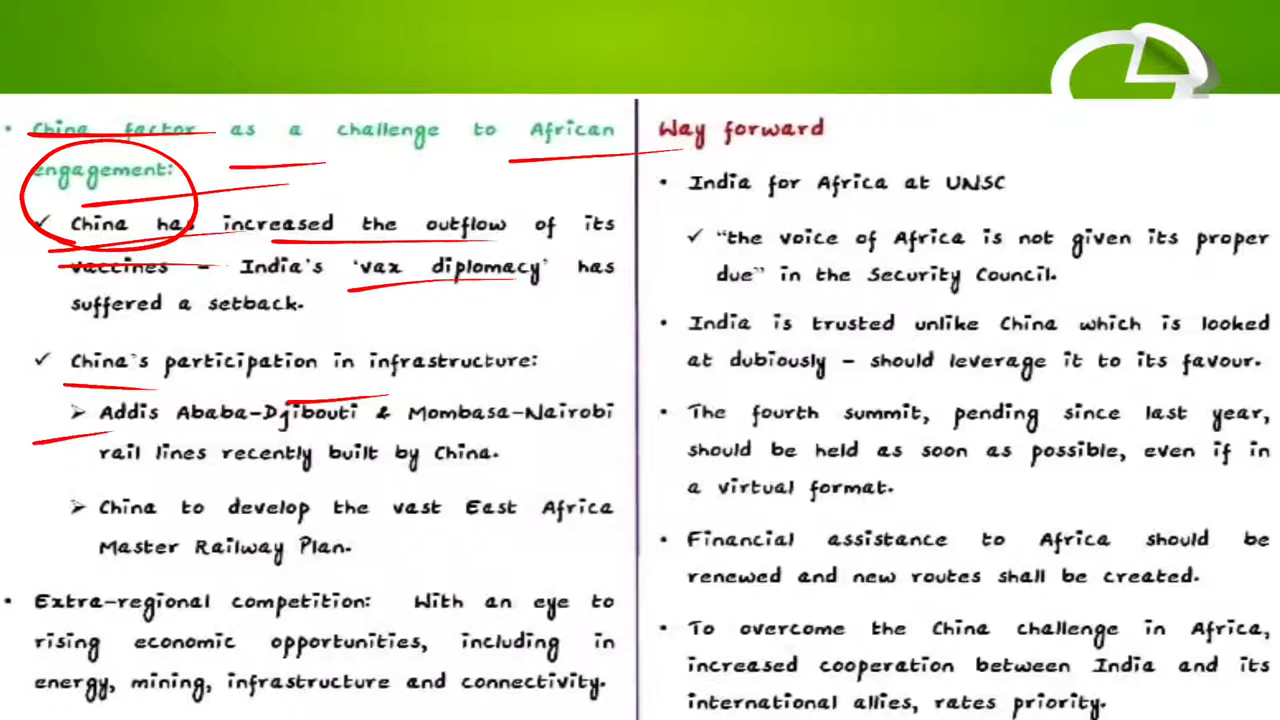 • China factor as a challenge to African
engagement:
✓ China has increased the outflow of its
vaccines – India's 'vax diplomacy' has
suffered a setback.
✓ China's participation in infrastructure:
➢ Addis Ababa-Djibouti & Mombasa-Nairobi
rail lines recently built by China.
➢ China to develop the vast East Africa
Master Railway Plan.
• Extra-regional competition: With an eye to
rising economic opportunities, including in
energy, mining, infrastructure and connectivity.
Way forward
• India for Africa at UNSC
✓ "the voice of Africa is not given its proper
due" in the Security Council.
• India is trusted unlike China which is looked
at dubiously – should leverage it to its favour.
• The fourth summit, pending since last year,
should be held as soon as possible, even if in
a virtual format.
• Financial assistance to Africa should be
renewed and new routes shall be created.
• To overcome the China challenge in Africa,
increased cooperation between India and its
international allies, rates priority.